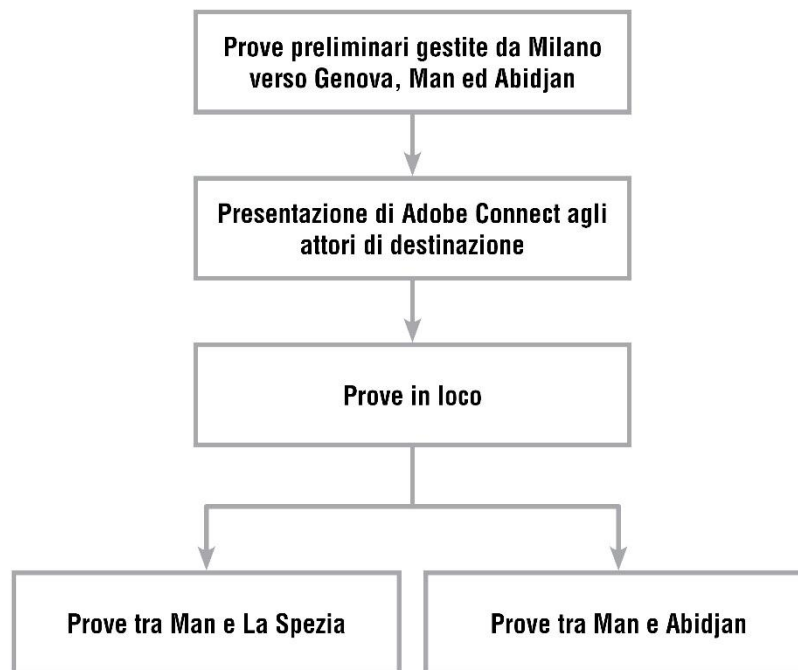 Prove preliminari gestite da Milano
verso Genova, Man ed Abidjan
Presentazione di Adobe Connect agli
attori di destinazione
Prove in loco
Prove tra Man e La Spezia
Prove tra Man e Abidjan